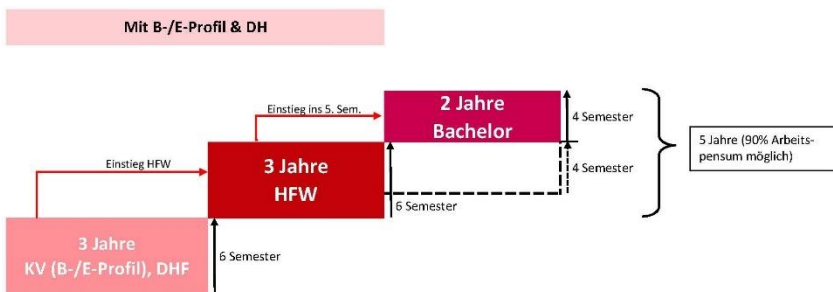 Mit B-/E-Profil & DH
Einstieg ins 5. Sem.
2 Jahre
Bachelor
4 Semester
Einstieg HFW
3 Jahre
HFW
4 Semester
5 Jahre (90% Arbeits-
pensum möglich)
6 Semester
3 Jahre
KV (B-/E-Profil), DHF
6 Semester